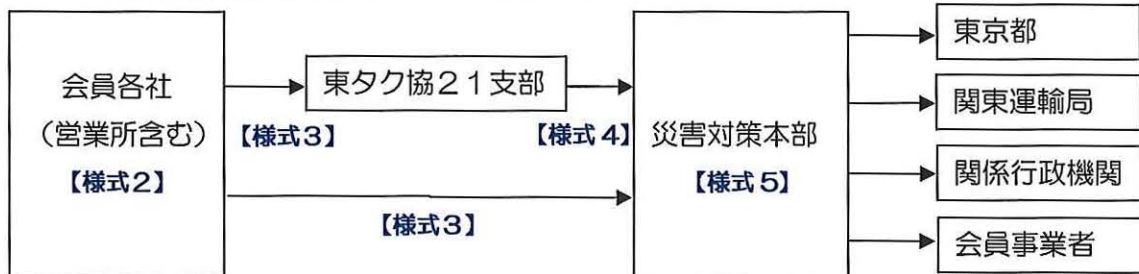 会員各社
（営業所含む）
【様式2】
【様式3】
東タク協２１支部
【様式4】
【様式3】
災害対策本部
【様式5】
東京都
関東運輸局
関係行政機関
会員事業者